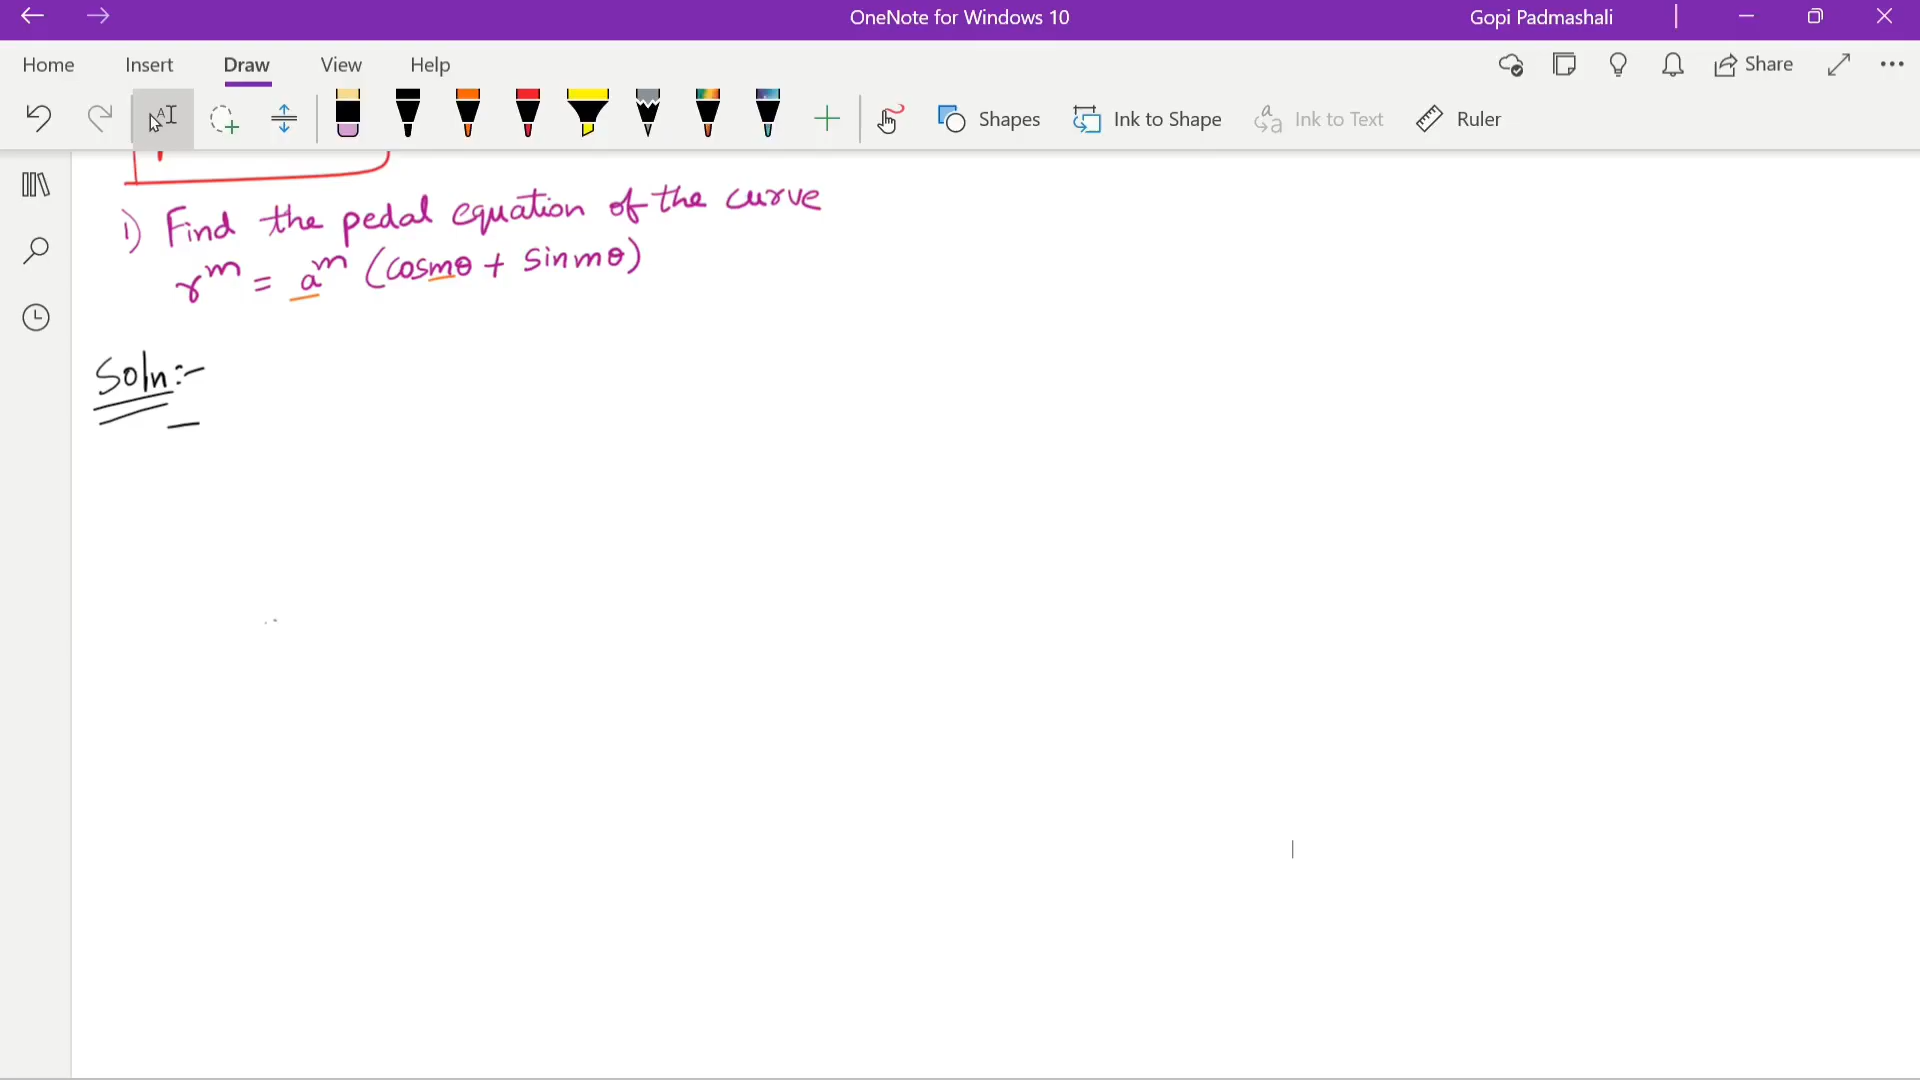 OneNote for Windows 10
Gopi Padmashali
Home Insert Draw View Help
Share
Shapes Ink to Shape Ink to Text Ruler
1) Find the pedal equation of the curve
r^m = a^m (cosmθ + sinmθ)
Soln:-